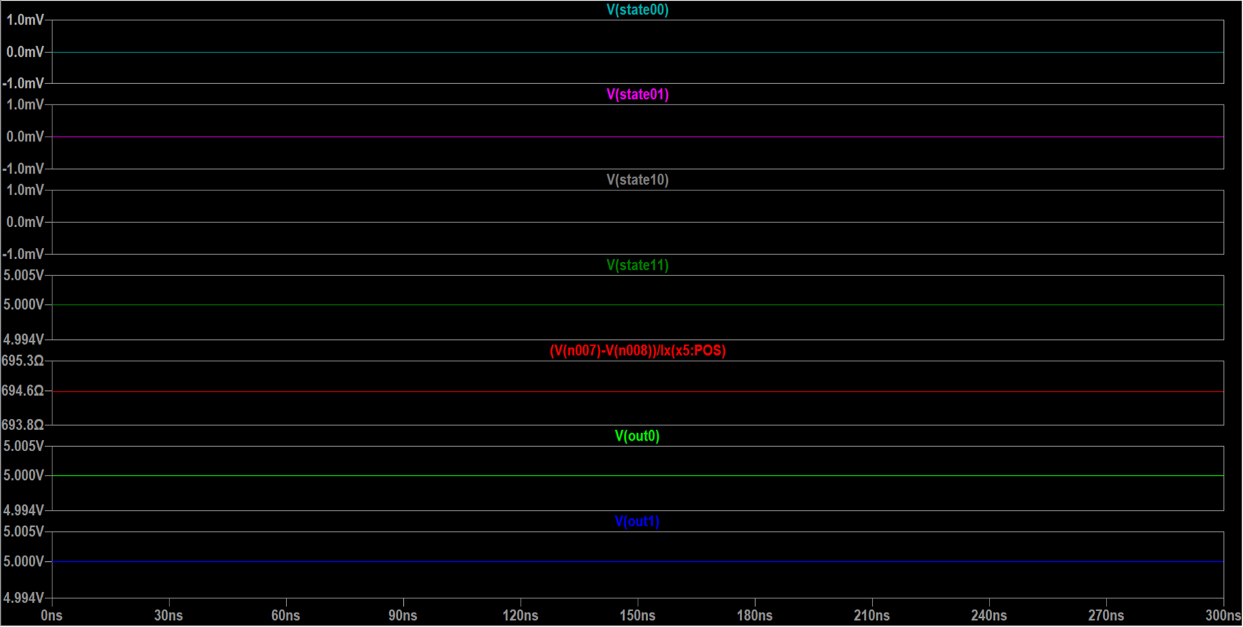 V(state00)
1.0mV
0.0mV
-1.0mV
V(state01)
1.0mV
0.0mV
-1.0mV
V(state10)
1.0mV
0.0mV
-1.0mV
V(state11)
5.005V
5.000V
4.994V
(V(n007)-V(n008))/Ix(x5:POS)
695.3Ω
694.6Ω
693.8Ω
V(out0)
5.005V
5.000V
4.994V
V(out1)
5.005V
5.000V
4.994V
0ns 30ns 60ns 90ns 120ns 150ns 180ns 210ns 240ns 270ns 300ns